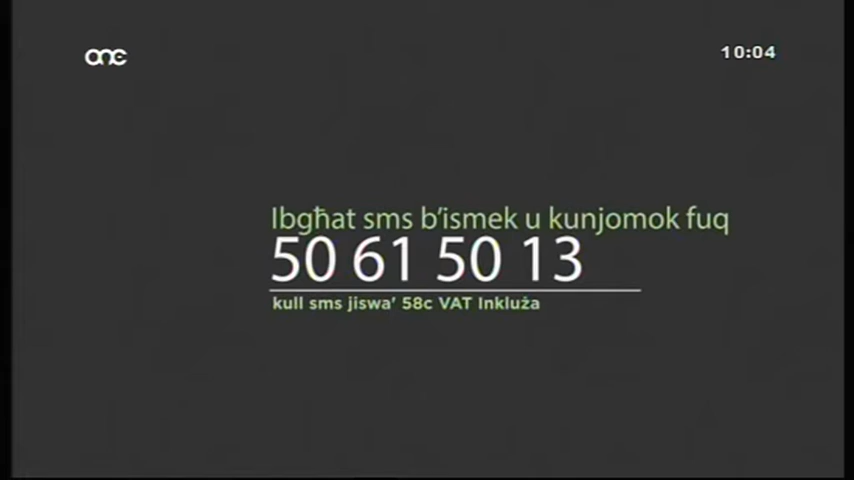 one
10:04
Ibgħat sms b'ismek u kunjomok fuq
50 61 50 13
kull sms jiswa' 58c VAT Inkluża